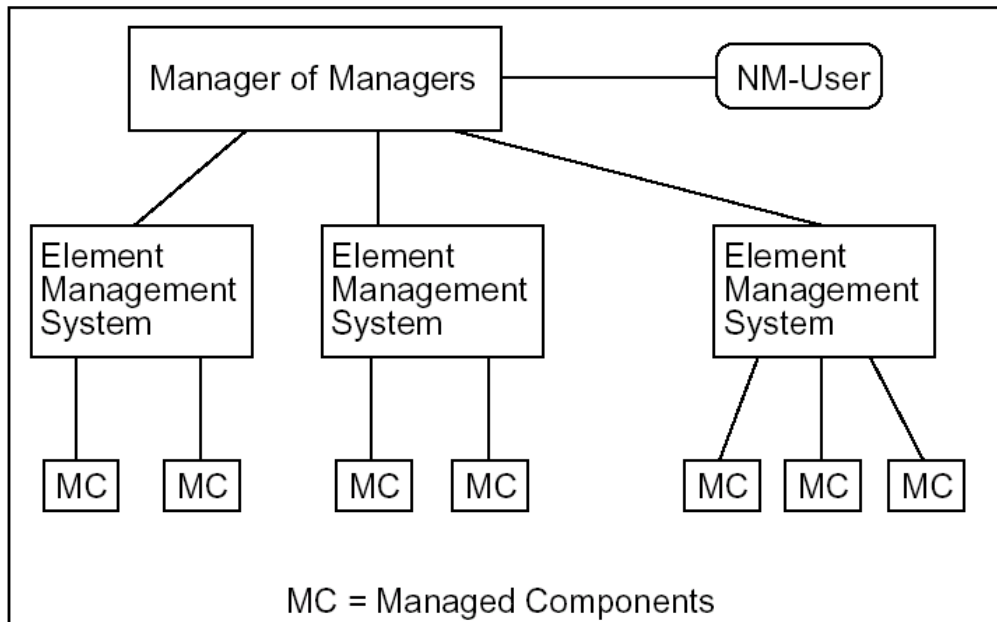 Manager of Managers
NM-User
Element
Management
System
Element
Management
System
Element
Management
System
MC
MC
MC
MC
MC
MC
MC
MC = Managed Components